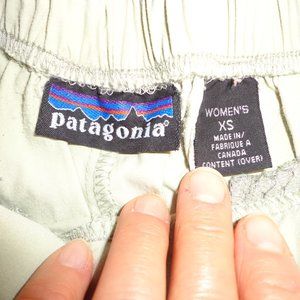 patagonia®
WOMEN'S
XS
MADE IN/
FABRIQUE A
CANADA
CONTENT (OVER)